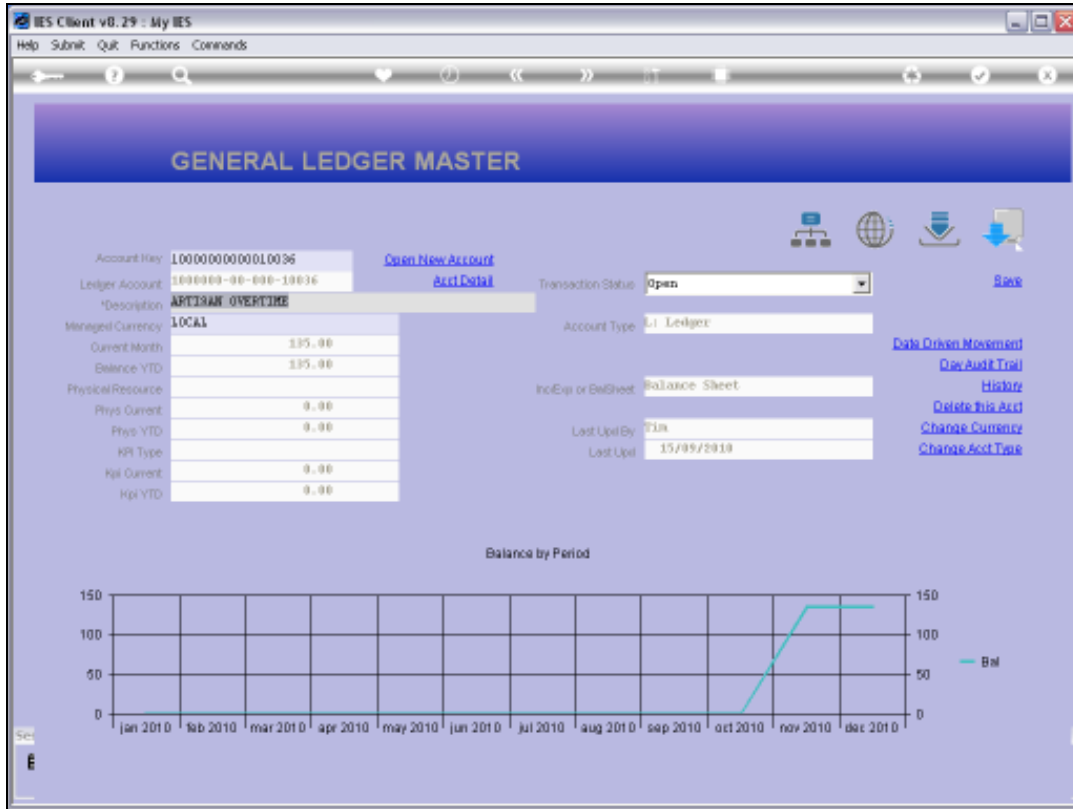 IES Client v8.29 : My IES
Help Submit Quit Functions Commands
GENERAL LEDGER MASTER
Account Key 1000000000010036 Open New Account
Ledger Account 1000000-00-000-10036 Acct Detail Transaction Status Open Save
*Description ARTISAN OVERTIME
Managed Currency LOCAL Account Type L: Ledger
Current Month 135.00 Date Driven Movement
Balance YTD 135.00 Day Audit Trail
Physical Resource Inc/Exp or BalSheet Balance Sheet History
Phys Current 0.00 Delete this Acct
Phys YTD 0.00 Last Upd By Tim Change Currency
KPI Type Last Upd 15/09/2010 Change Acct Type
Kpi Current 0.00
Kpi YTD 0.00
Balance by Period
150 150
100 100
Bal
50 50
0 0
jan 2010 feb 2010 mar 2010 apr 2010 may 2010 jun 2010 jul 2010 aug 2010 sep 2010 oct 2010 nov 2010 dec 2010